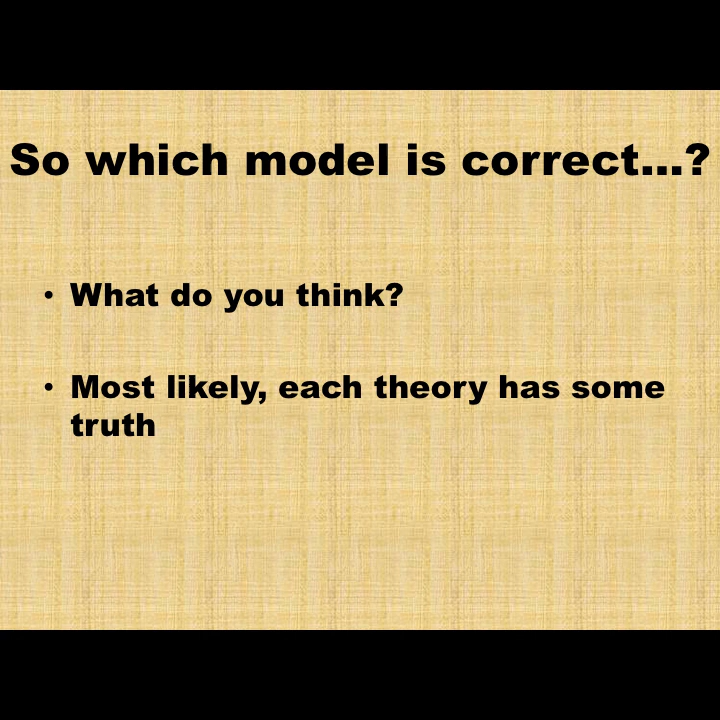 So which model is correct…?
• What do you think?
• Most likely, each theory has some
truth